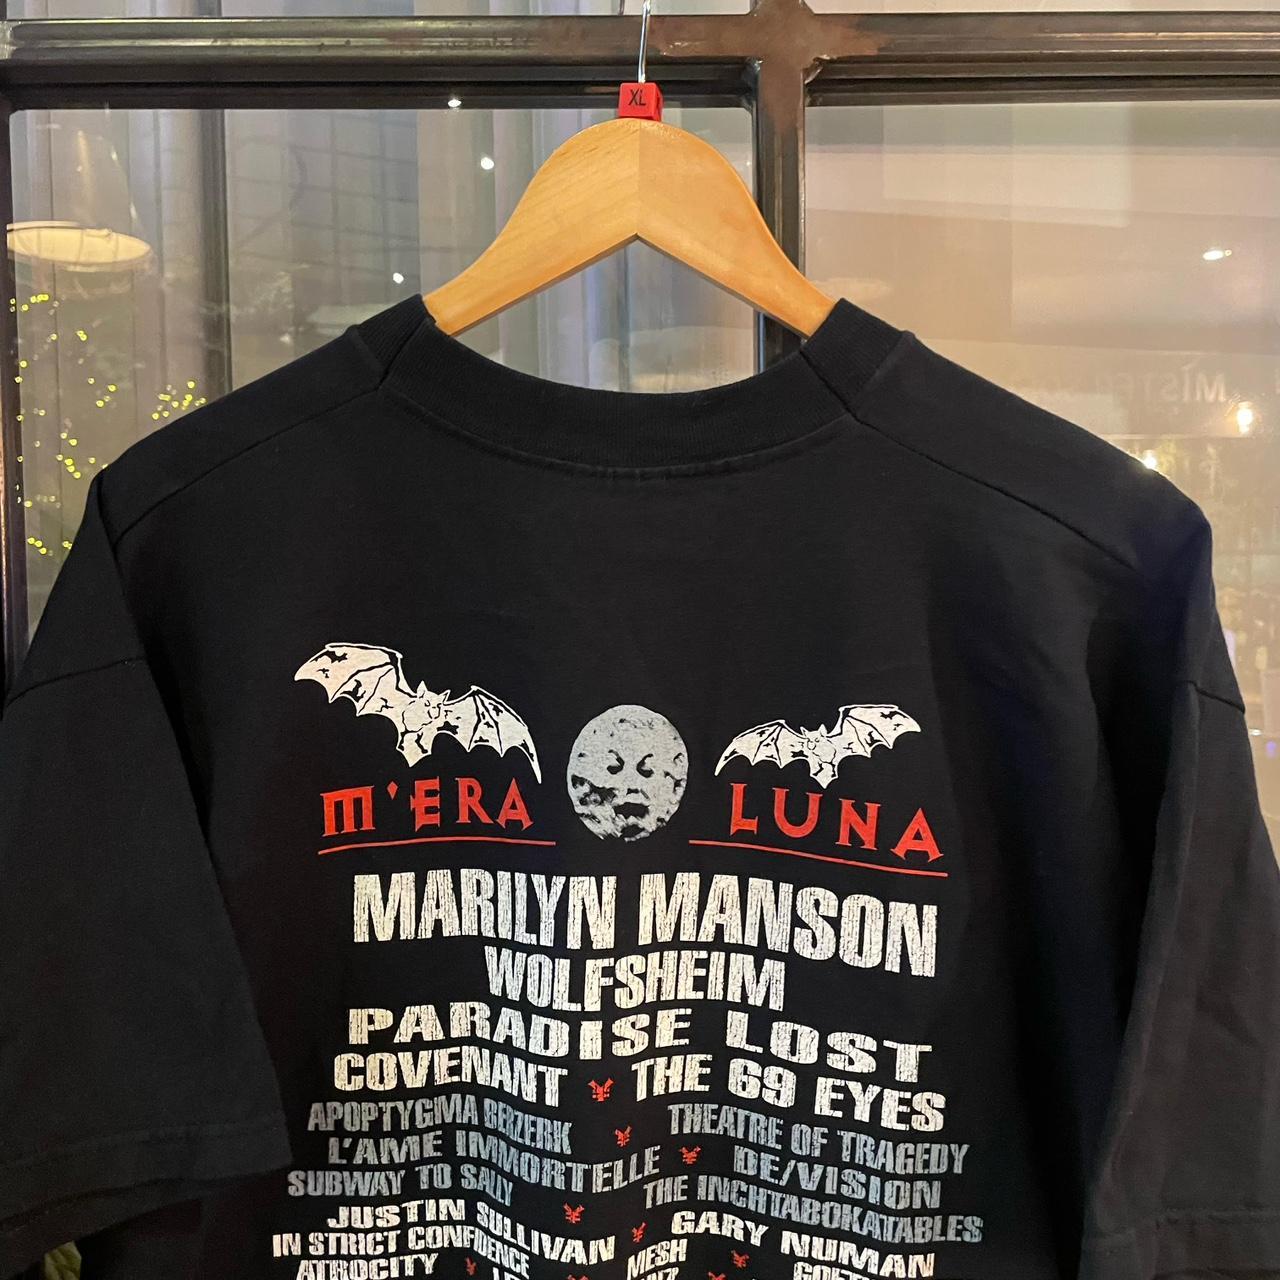 XL
M'ERA LUNA
MARILYN MANSON
WOLFSHEIM
PARADISE LOST
COVENANT THE 69 EYES
APOPTYGMA BERZERK THEATRE OF TRAGEDY
L'AME IMMORTELLE DE/VISION
SUBWAY TO SALLY THE INCHTABOKATABLES
JUSTIN SULLIVAN GARY NUMAN
IN STRICT CONFIDENCE MESH
ATROCITY